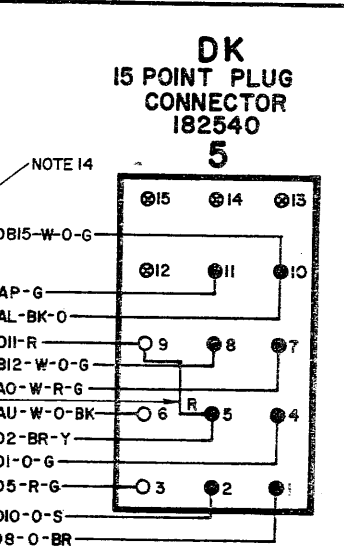 DK
15 POINT PLUG
CONNECTOR
182540
5
NOTE 14
15 14 13
DB15-W-O-G
12 11 10
AP-G
AL-BK-O
D11-R
9 8 7
B12-W-O-G
AO-W-R-G
R
AU-W-O-BK
6 5 4
D2-BR-Y
D1-O-G
D5-R-G
3 2 1
D10-O-S
D8-O-BR